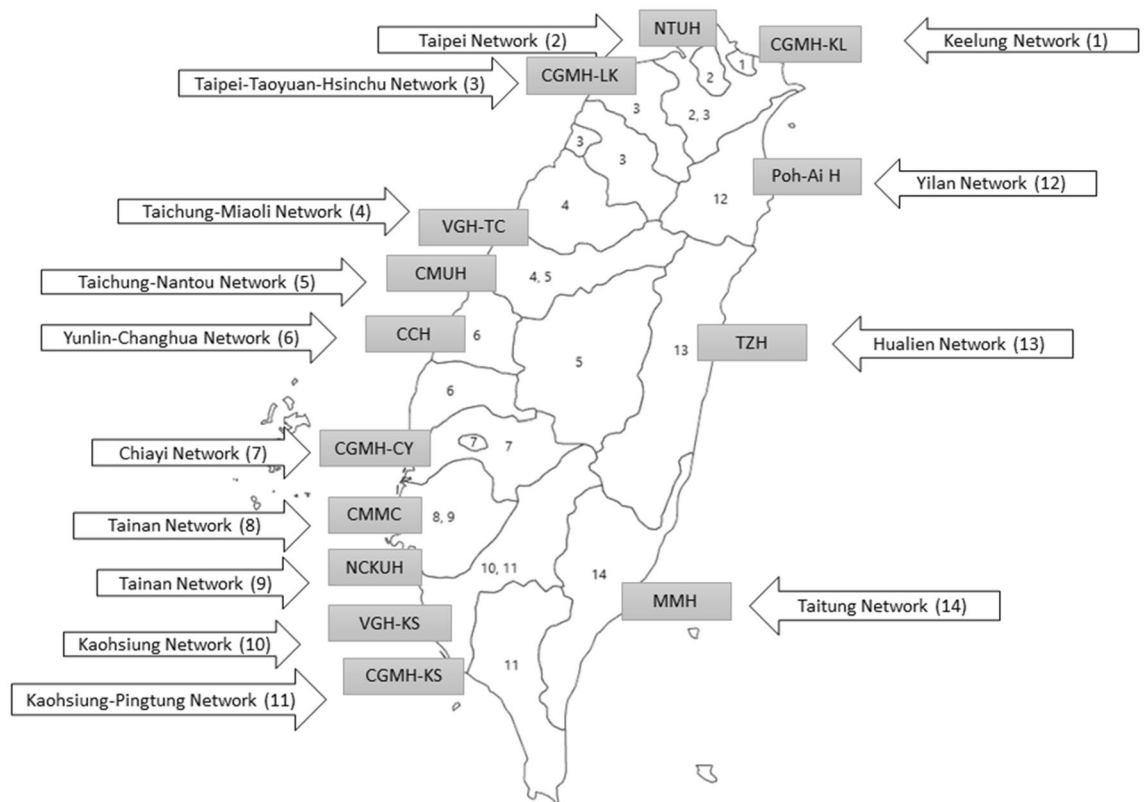 NTUH
Taipei Network (2)
CGMH-KL
Keelung Network (1)
CGMH-LK
Taipei-Taoyuan-Hsinchu Network (3)
1
2
3
2, 3
3
3
Poh-Ai H
Yilan Network (12)
12
4
Taichung-Miaoli Network (4)
VGH-TC
CMUH
4, 5
Taichung-Nantou Network (5)
Yunlin-Changhua Network (6)
CCH
6
13
TZH
Hualien Network (13)
5
6
Chiayi Network (7)
CGMH-CY
7
7
Tainan Network (8)
CMMC
8, 9
Tainan Network (9)
NCKUH
10, 11
14
MMH
Taitung Network (14)
Kaohsiung Network (10)
VGH-KS
11
CGMH-KS
Kaohsiung-Pingtung Network (11)